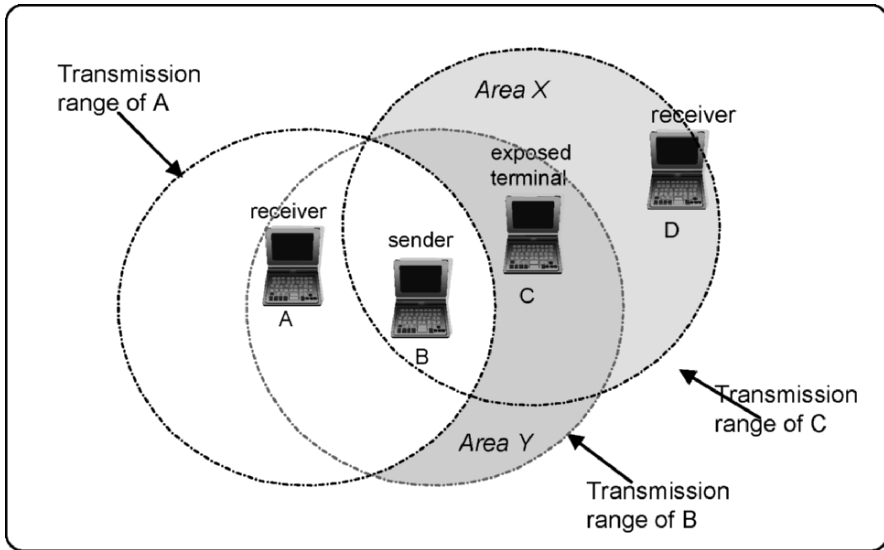 Transmission
range of A
Area X
receiver
exposed
terminal
receiver
sender
D
C
A
B
Transmission
range of C
Area Y
Transmission
range of B